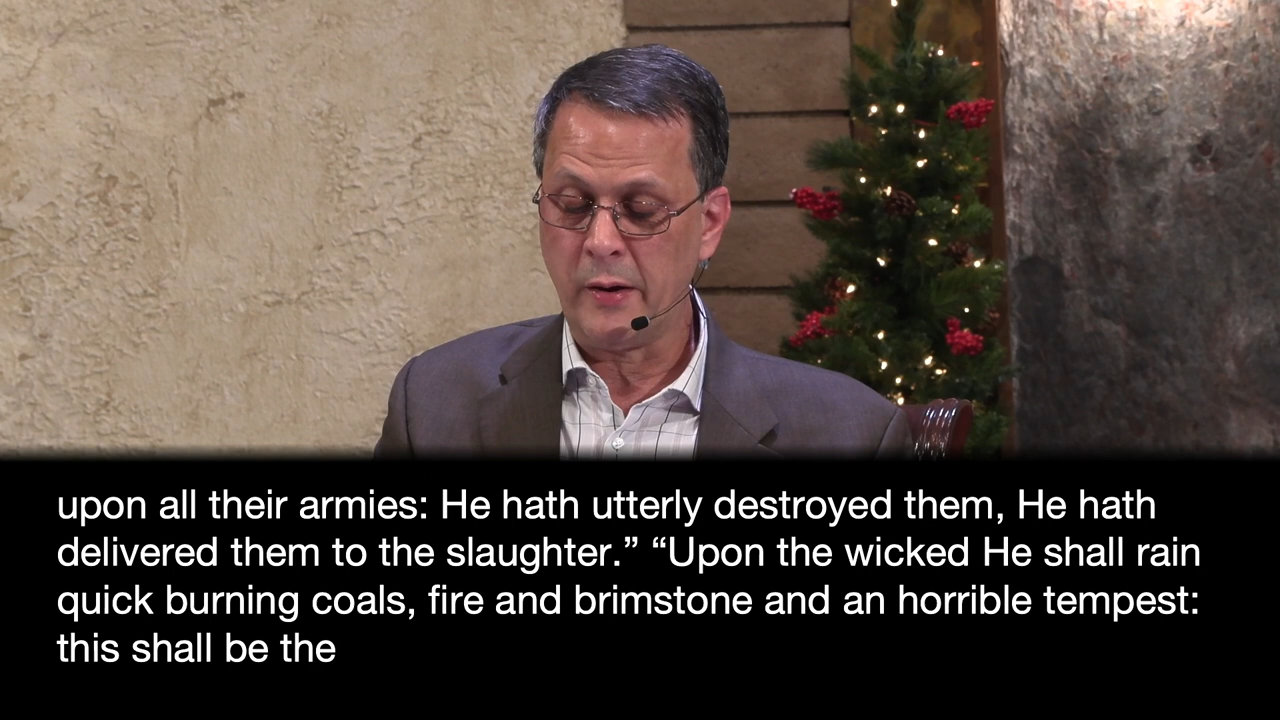 upon all their armies: He hath utterly destroyed them, He hath
delivered them to the slaughter.” “Upon the wicked He shall rain
quick burning coals, fire and brimstone and an horrible tempest:
this shall be the